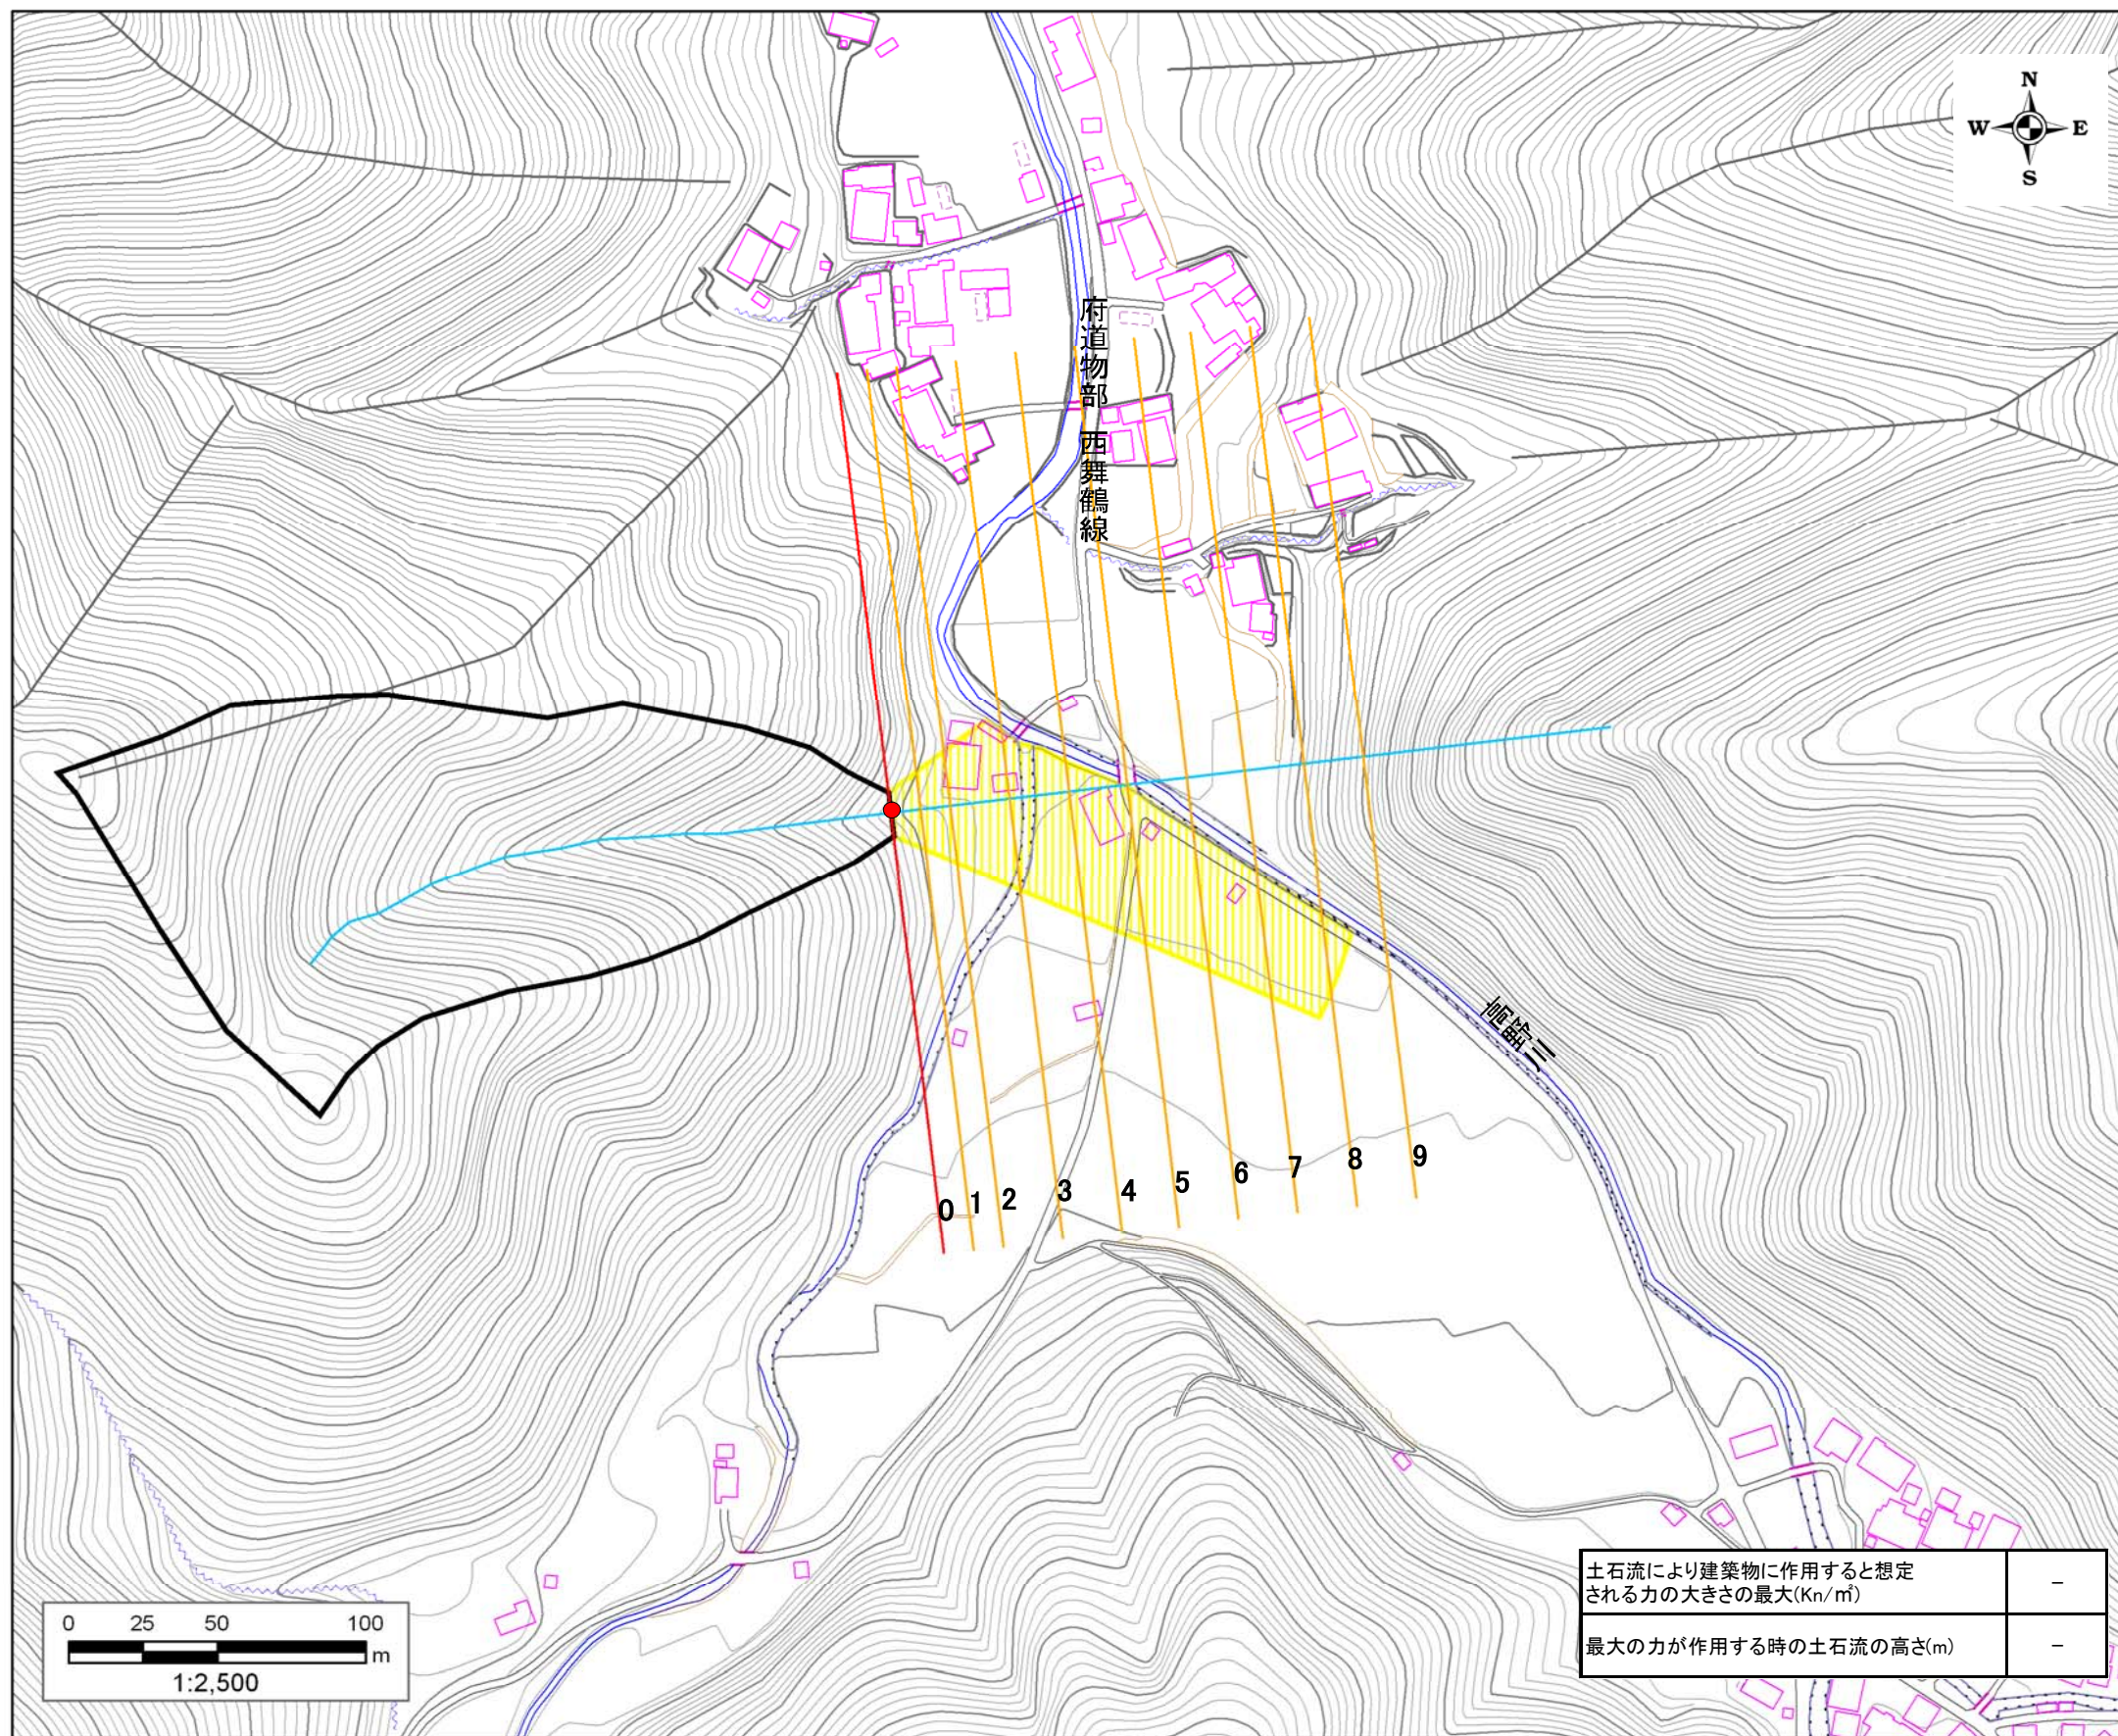 N
W E
S
府道物部 西舞鶴線
高野川
0 1 2 3 4 5 6 7 8 9
土石流により建築物に作用すると想定
される力の大きさの最大(Kn/㎡)
－
最大の力が作用する時の土石流の高さ(m)
－
0 25 50 100
m
1:2,500